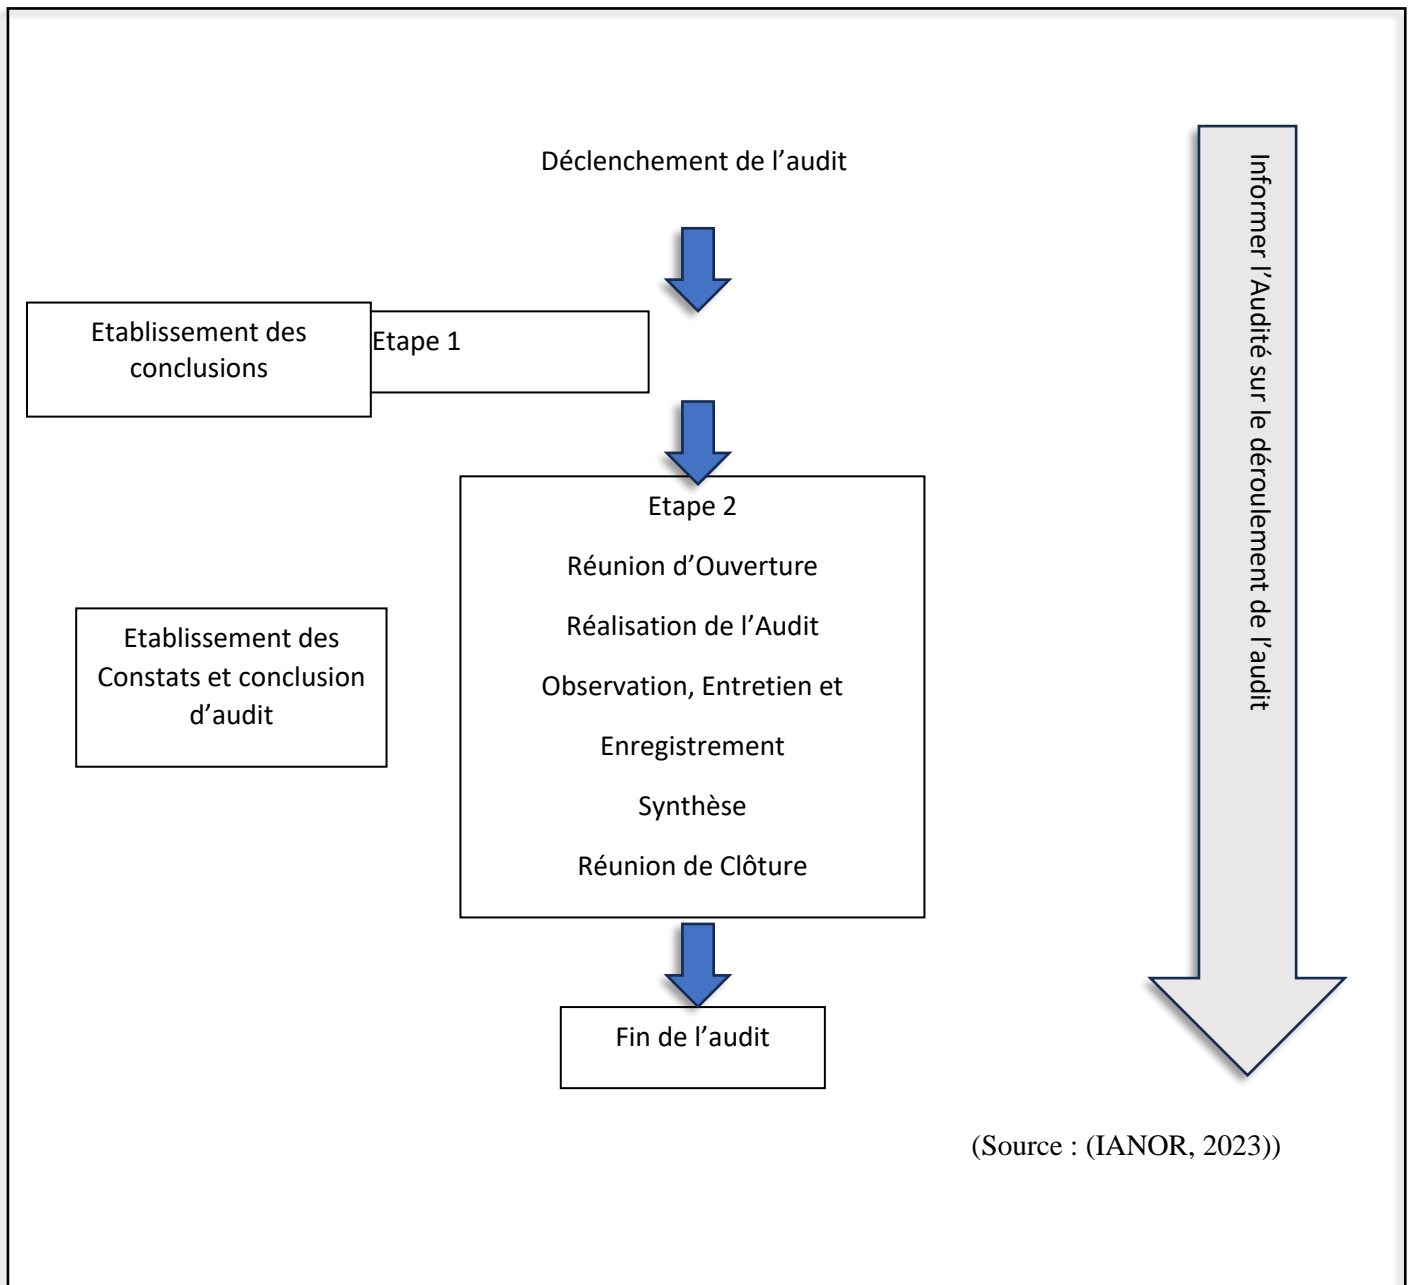 Déclenchement de l’audit
Etablissement des
conclusions
Etape 1
Etape 2
Réunion d’Ouverture
Réalisation de l’Audit
Observation, Entretien et
Enregistrement
Synthèse
Réunion de Clôture
Etablissement des
Constats et conclusion
d’audit
Fin de l’audit
Informer l’Audité sur le déroulement de l’audit
(Source : (IANOR, 2023))